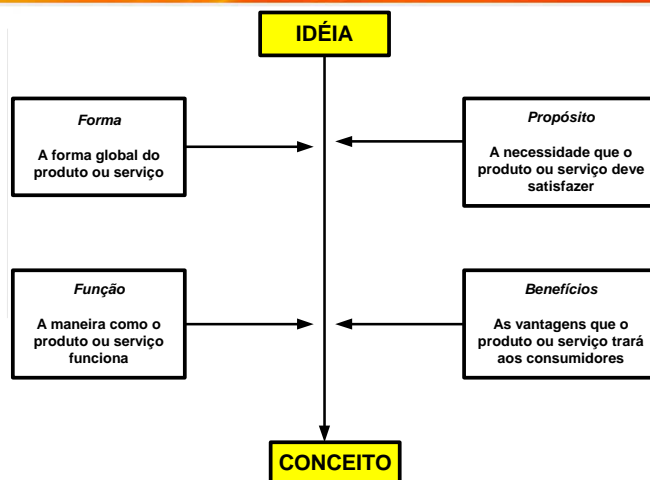 IDÉIA
Forma
A forma global do
produto ou serviço
Propósito
A necessidade que o
produto ou serviço deve
satisfazer
Função
A maneira como o
produto ou serviço
funciona
Benefícios
As vantagens que o
produto ou serviço trará
aos consumidores
CONCEITO